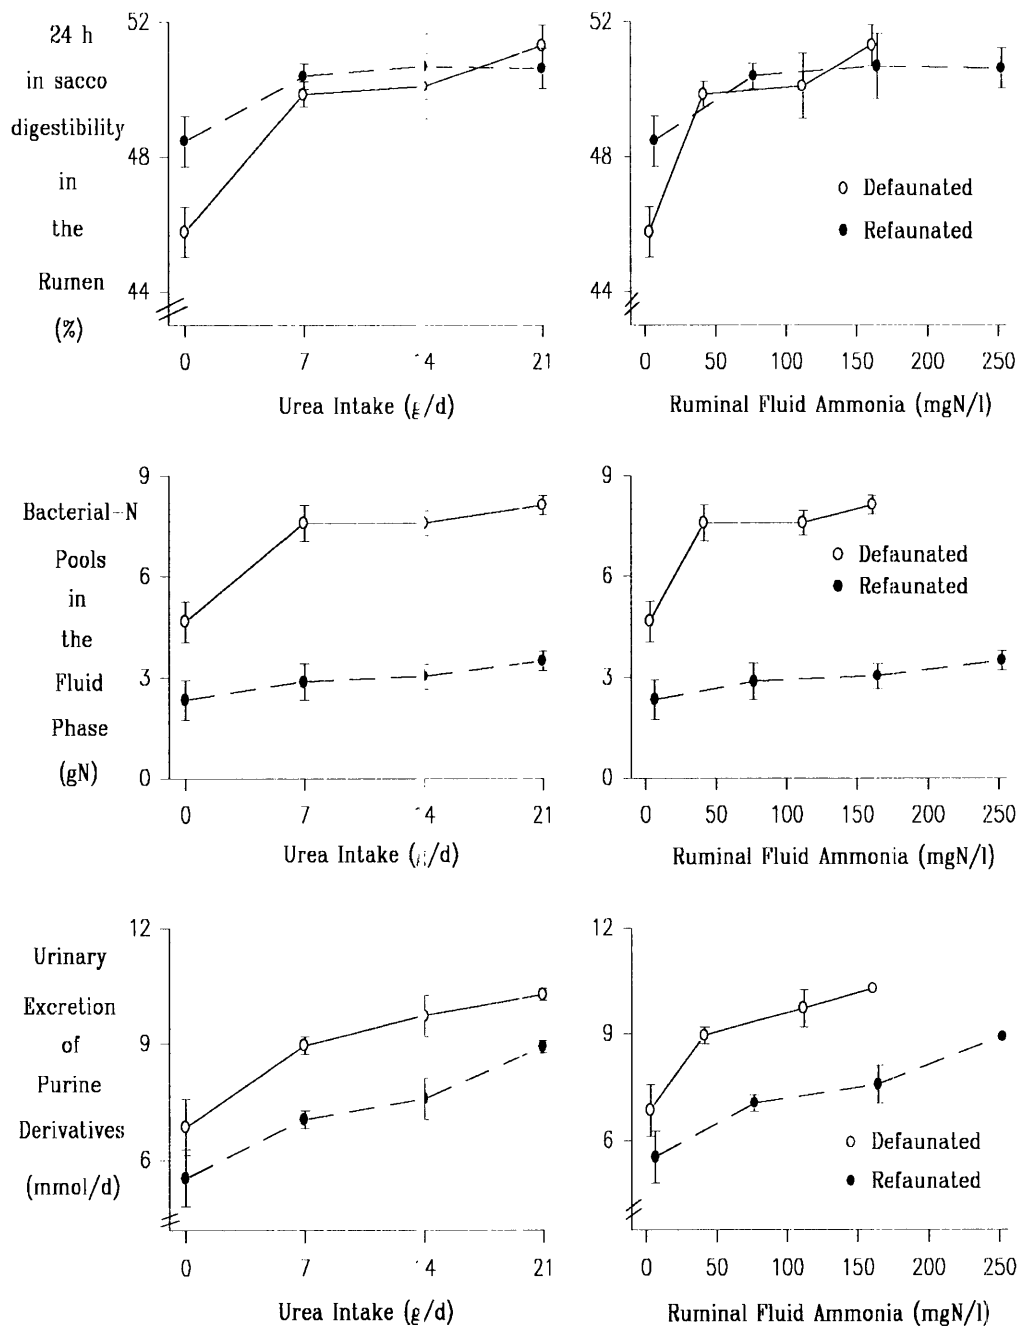 24 h
in sacco
digestibility
in
the
Rumen
(%)
52
48
44
0 7 14 21
Urea Intake (g/d)
52
48
44
Defaunated
Refaunated
0 50 100 150 200 250
Ruminal Fluid Ammonia (mgN/l)
Bacterial-N
Pools
in
the
Fluid
Phase
(gN)
9
6
3
0
0 7 14 21
Urea Intake (g/d)
9
6
3
0
Defaunated
Refaunated
0 50 100 150 200 250
Ruminal Fluid Ammonia (mgN/l)
Urinary
Excretion
of
Purine
Derivatives
(mmol/d)
12
9
6
0 7 14 21
Urea Intake (g/d)
12
9
6
Defaunated
Refaunated
0 50 100 150 200 250
Ruminal Fluid Ammonia (mgN/l)